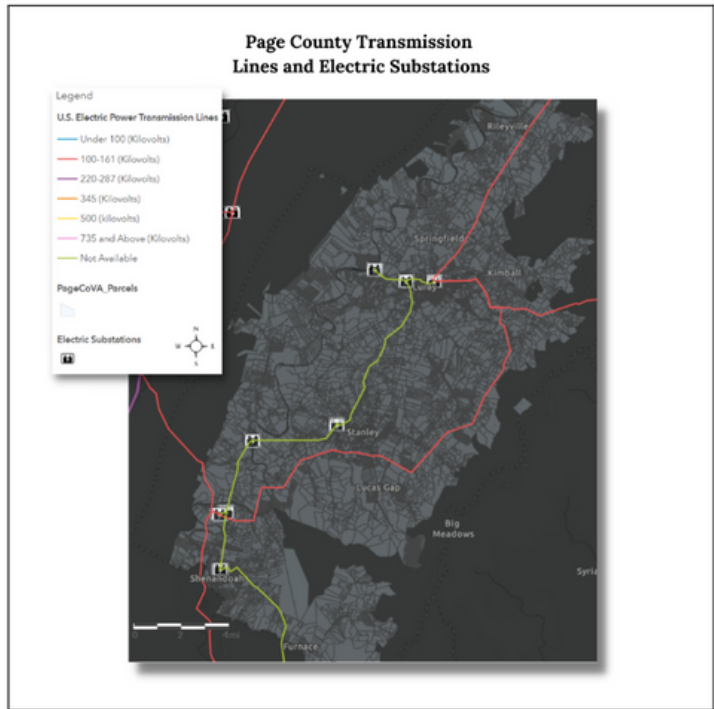 Page County Transmission
Lines and Electric Substations
Legend
U.S. Electric Power Transmission Lines
Under 100 (Kilovolts)
100-161 (Kilovolts)
220-287 (Kilovolts)
345 (Kilovolts)
500 (kilovolts)
735 and Above (Kilovolts)
Not Available
PageCoVA_Parcels
Electric Substations
N
W
E
S
Rileyville
Springfield
Kimball
Luray
Stanley
Lucas Gap
Big
Meadows
Syria
Shenandoah
0 2 4mi
Furnace